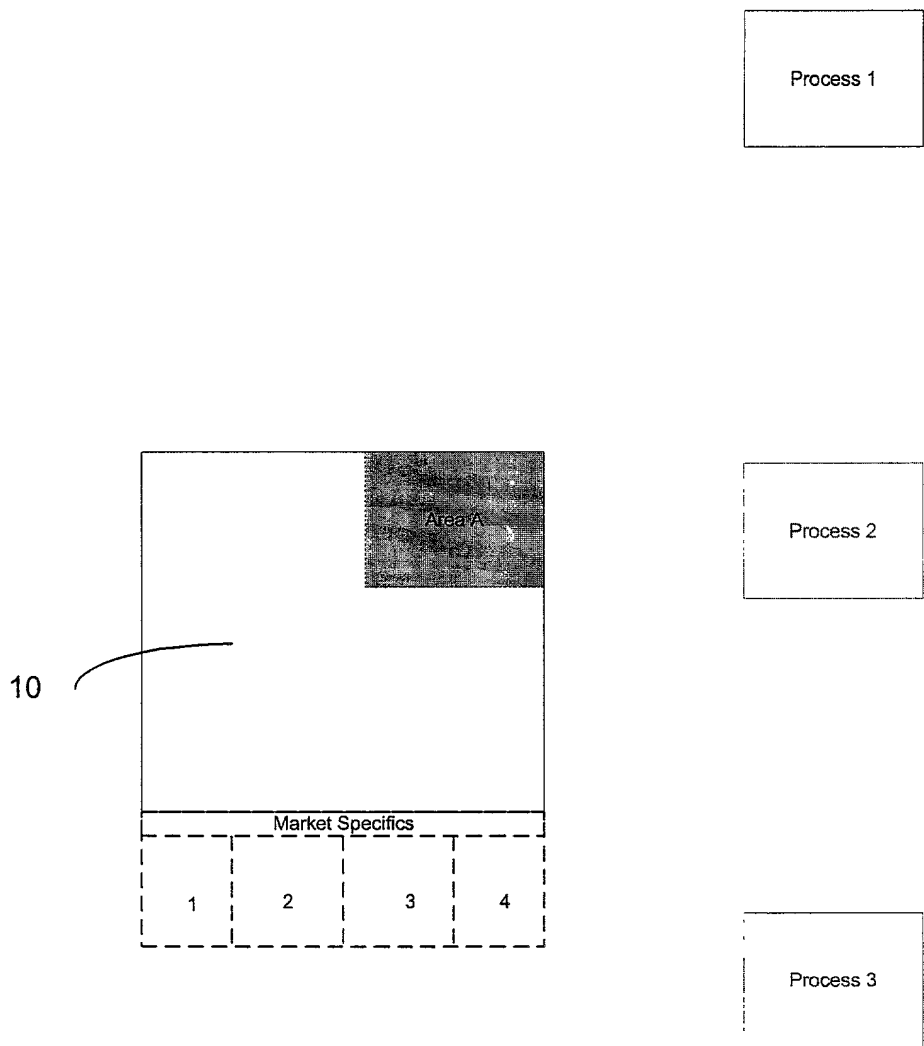 Process 1
Area A
Process 2
10
Market Specifics
1 2 3 4
Process 3